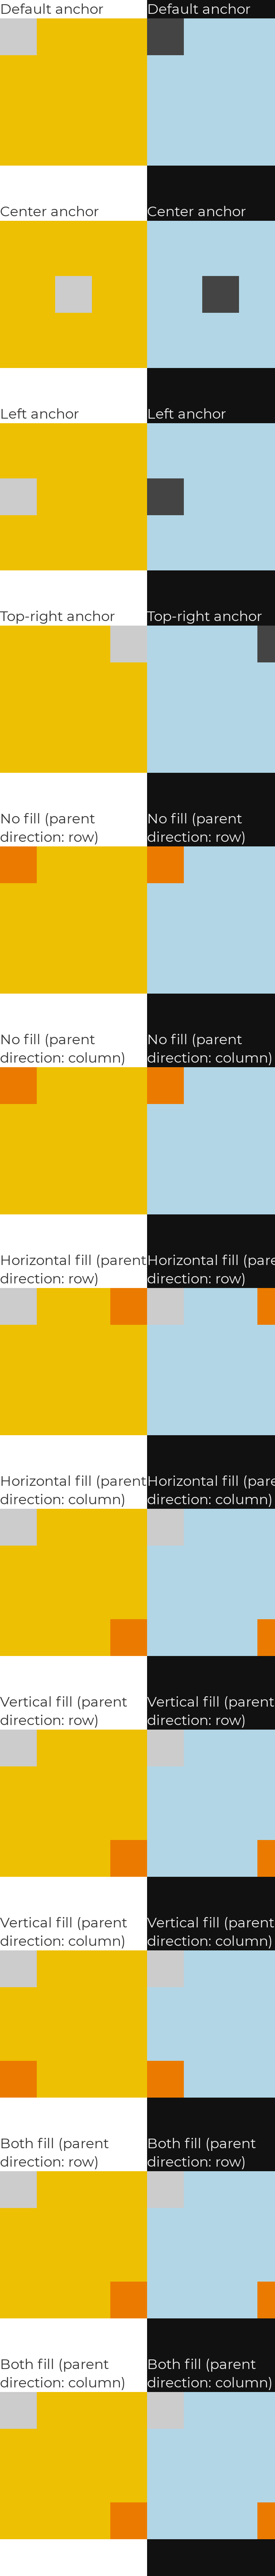 Default anchor
Default anchor
Center anchor
Center anchor
Left anchor
Left anchor
Top-right anchor
Top-right anchor
No fill (parent
direction: row)
No fill (parent
direction: row)
No fill (parent
direction: column)
No fill (parent
direction: column)
Horizontal fill (parent
direction: row)
Horizontal fill (pare
direction: row)
Horizontal fill (parent
direction: column)
Horizontal fill (pare
direction: column)
Vertical fill (parent
direction: row)
Vertical fill (parent
direction: row)
Vertical fill (parent
direction: column)
Vertical fill (parent
direction: column)
Both fill (parent
direction: row)
Both fill (parent
direction: row)
Both fill (parent
direction: column)
Both fill (parent
direction: column)